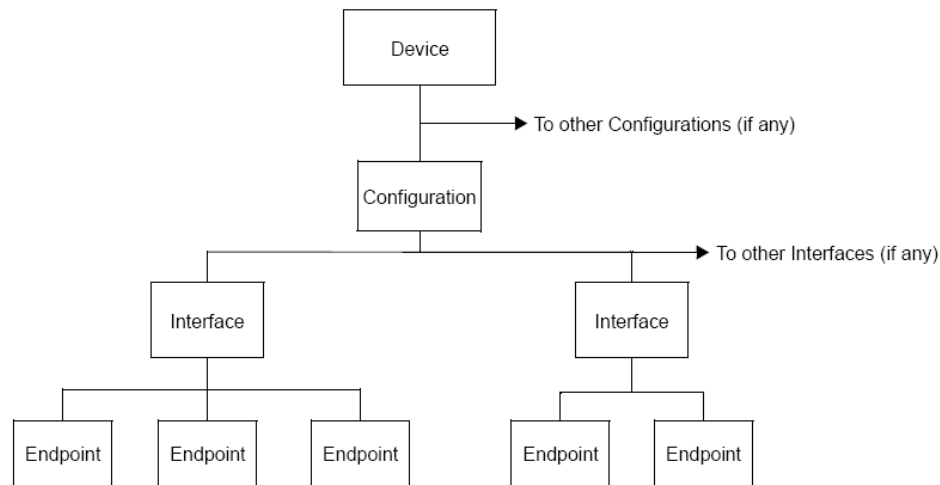 Device
To other Configurations (if any)
Configuration
To other Interfaces (if any)
Interface
Interface
Endpoint
Endpoint
Endpoint
Endpoint
Endpoint